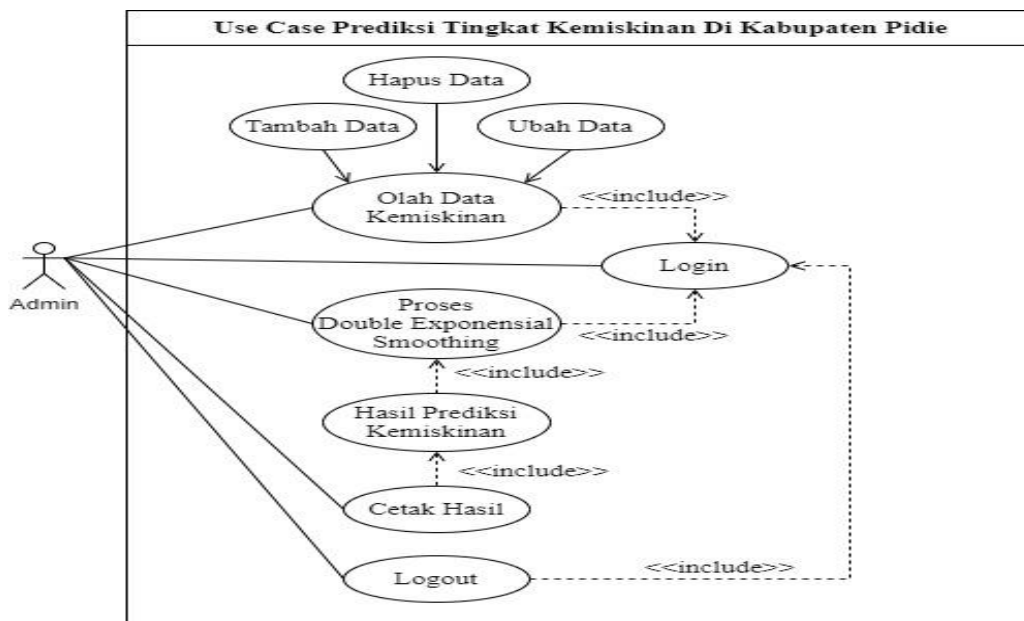 Use Case Prediksi Tingkat Kemiskinan Di Kabupaten Pidie
Hapus Data
Tambah Data
Ubah Data
Olah Data
Kemiskinan
<<include>>
Login
Admin
Proses
Double Exponensial
Smoothing
<<include>>
<<include>>
Hasil Prediksi
Kemiskinan
<<include>>
Cetak Hasil
Logout
<<include>>